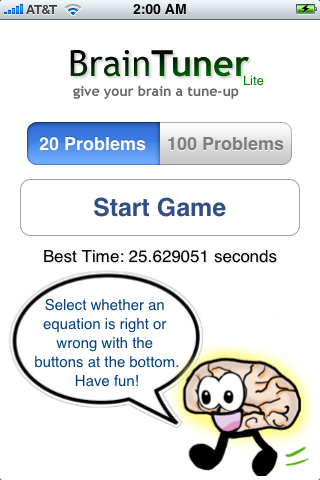 AT&T 2:00 AM
BrainTuner
Lite
give your brain a tune-up
20 Problems 100 Problems
Start Game
Best Time: 25.629051 seconds
Select whether an
equation is right or
wrong with the
buttons at the bottom.
Have fun!